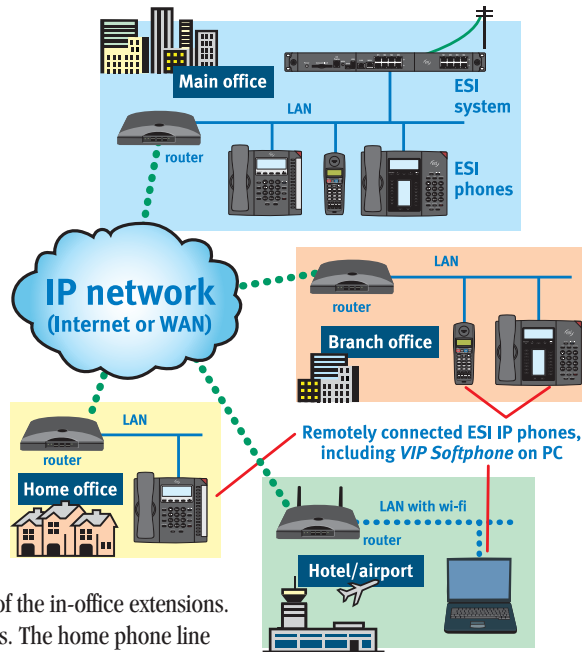 Main office
ESI
system
LAN
router
ESI
phones
IP network
(Internet or WAN)
LAN
router
Branch office
LAN
router
Home office
Remotely connected ESI IP phones,
including VIP Softphone on PC
LAN with wi-fi
router
Hotel/airport
of the in-office extensions.
s. The home phone line